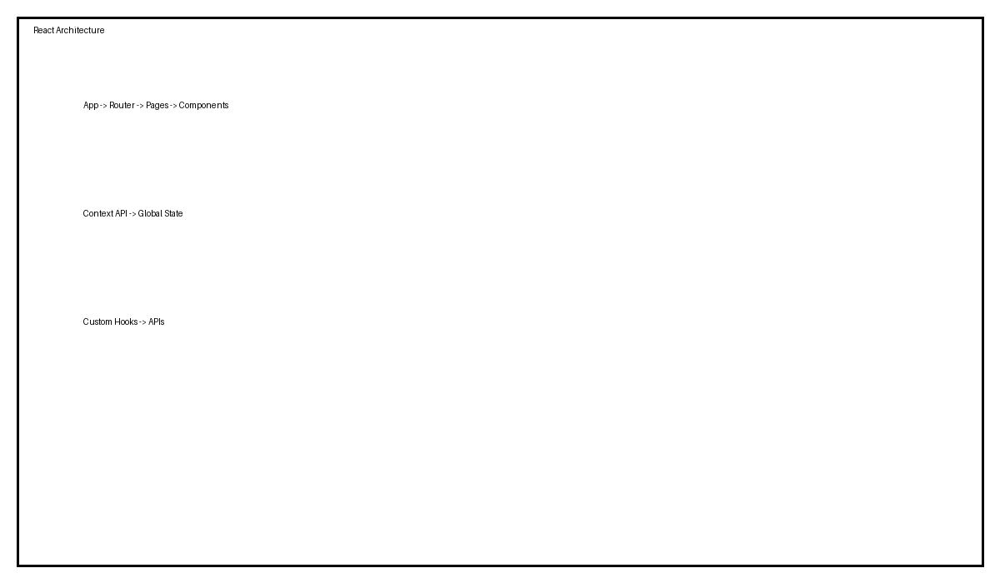 React Architecture
App -> Router -> Pages -> Components
Context API -> Global State
Custom Hooks -> APIs